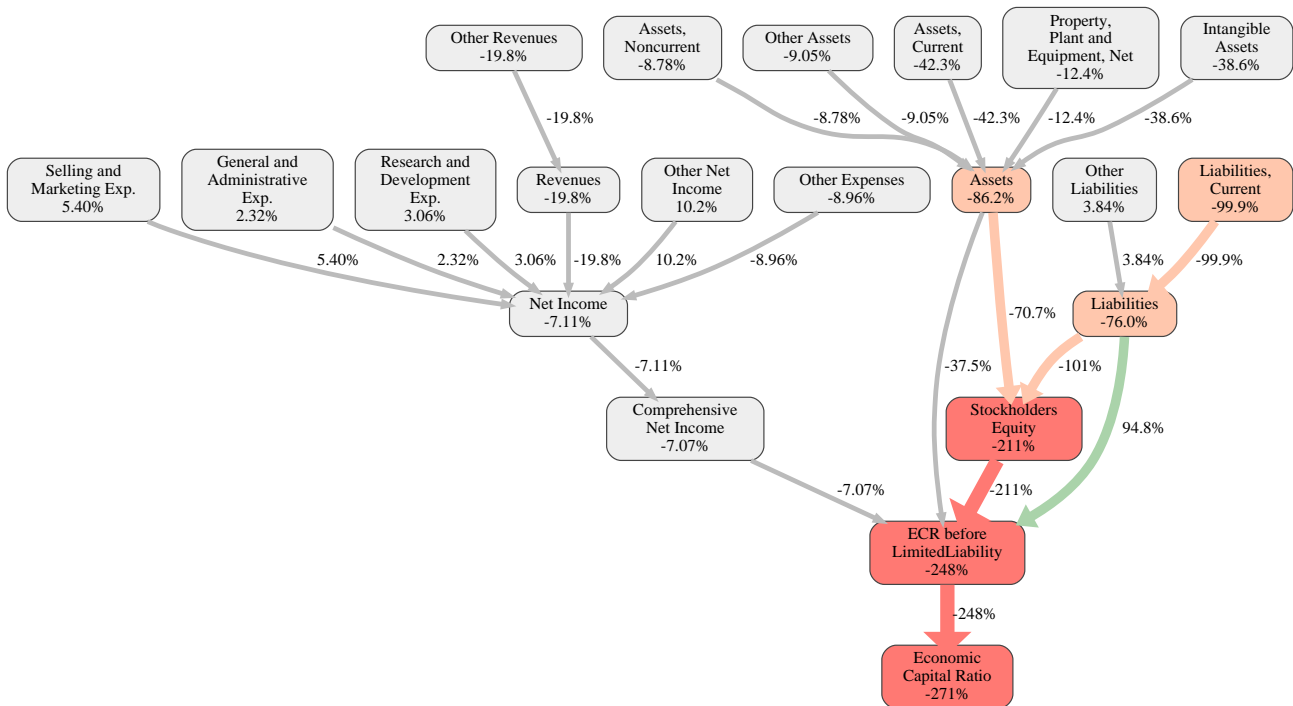 Other Revenues
-19.8%
Assets,
Noncurrent
-8.78%
Other Assets
-9.05%
Assets,
Current
-42.3%
Property,
Plant and
Equipment, Net
-12.4%
Intangible
Assets
-38.6%
-19.8%
-8.78%
-9.05%
-42.3%
-12.4%
-38.6%
Selling and
Marketing Exp.
5.40%
General and
Administrative
Exp.
2.32%
Research and
Development
Exp.
3.06%
Revenues
-19.8%
Other Net
Income
10.2%
Other Expenses
-8.96%
Assets
-86.2%
Other
Liabilities
3.84%
Liabilities,
Current
-99.9%
5.40%
2.32%
3.06%
-19.8%
10.2%
-8.96%
3.84%
-99.9%
Net Income
-7.11%
-70.7%
Liabilities
-76.0%
-7.11%
-37.5%
-101%
Comprehensive
Net Income
-7.07%
Stockholders
Equity
-211%
94.8%
-7.07%
-211%
ECR before
LimitedLiability
-248%
-248%
Economic
Capital Ratio
-271%